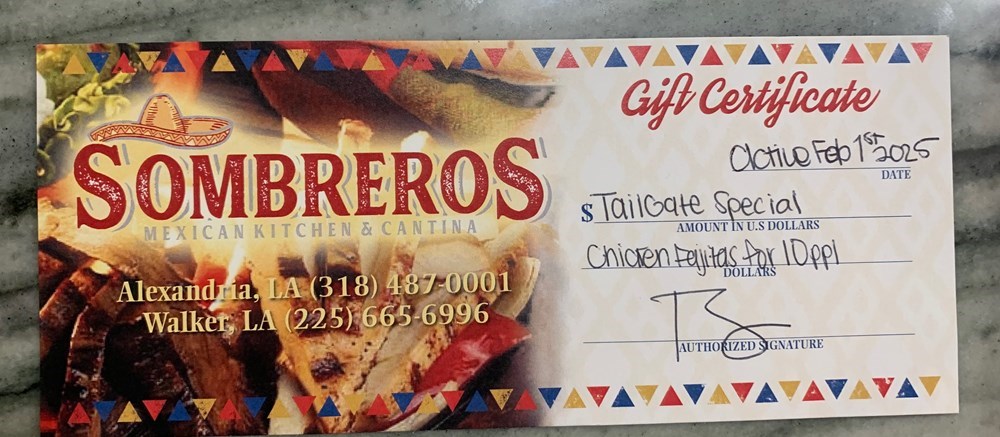 Gift Certificate
Active Feb 1ST 2025
DATE
SOMBREROS
MEXICAN KITCHEN & CANTINA
$ TailGate Special
AMOUNT IN U.S DOLLARS
Chicken Fejitas for 10ppl
DOLLARS
Alexandria, LA (318) 487-0001
Walker, LA (225) 665-6996
AUTHORIZED SIGNATURE